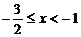 -3/2 ≤ x < -1